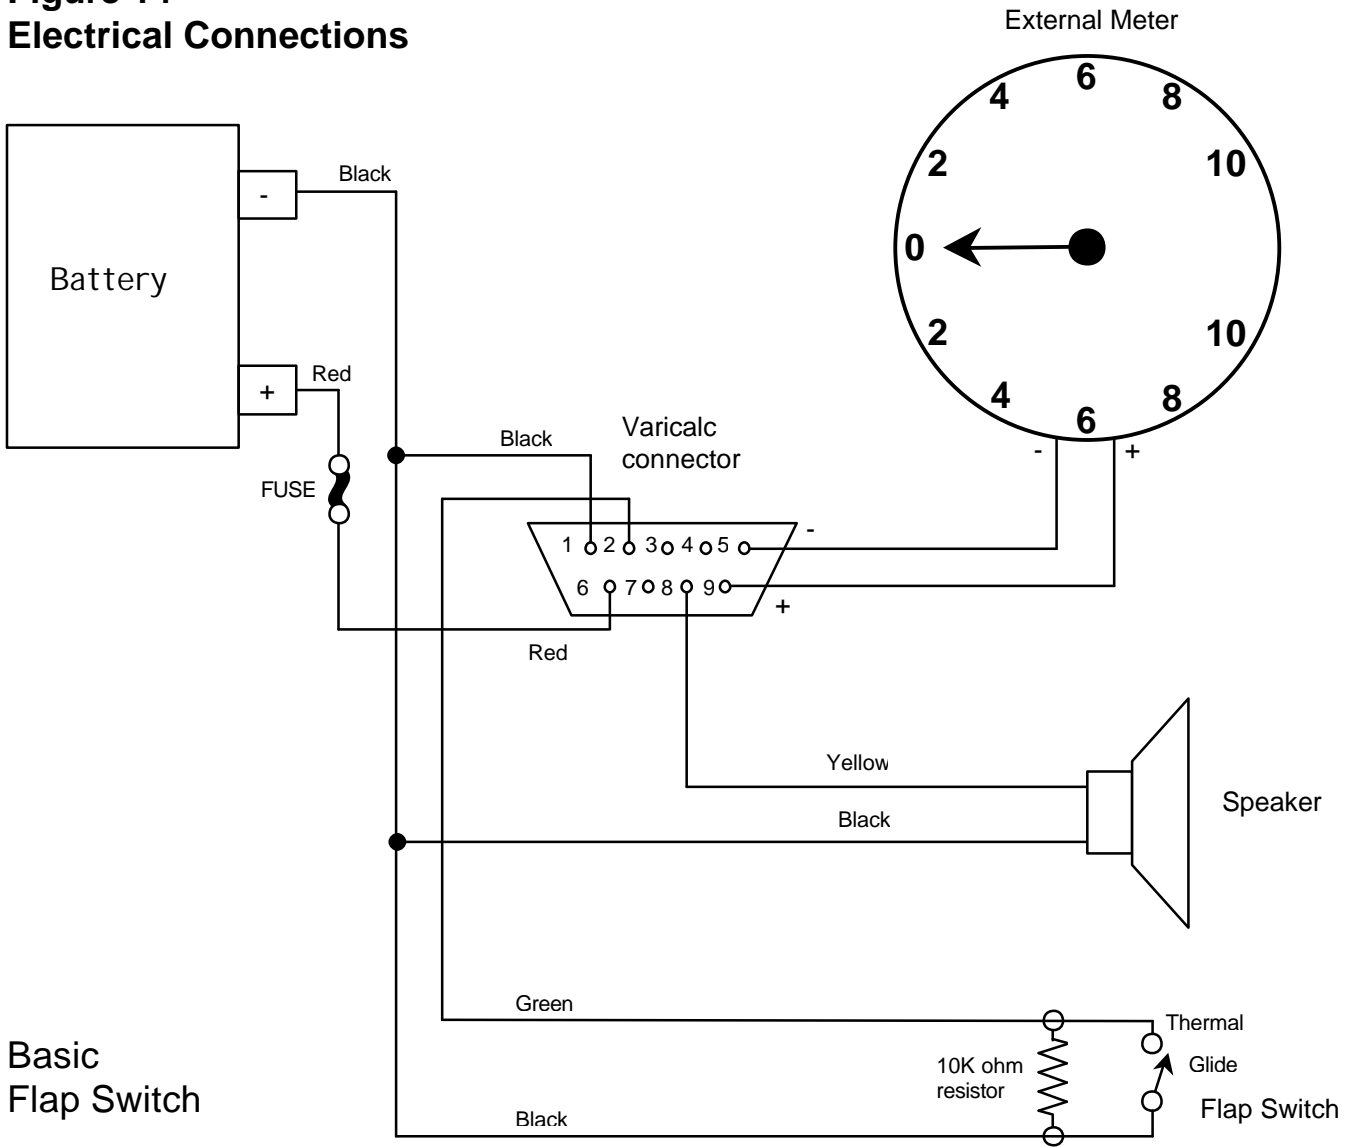 Electrical Connections
External Meter
6
4
8
2
10
0
2
10
4
8
6
-
+
Battery
-
Black
+
Red
FUSE
Black
Varicalc
connector
-
1 2 3 4 5
6 7 8 9
+
Red
Yellow
Black
Speaker
Green
Thermal
10K ohm
resistor
Glide
Flap Switch
Black
Basic
Flap Switch